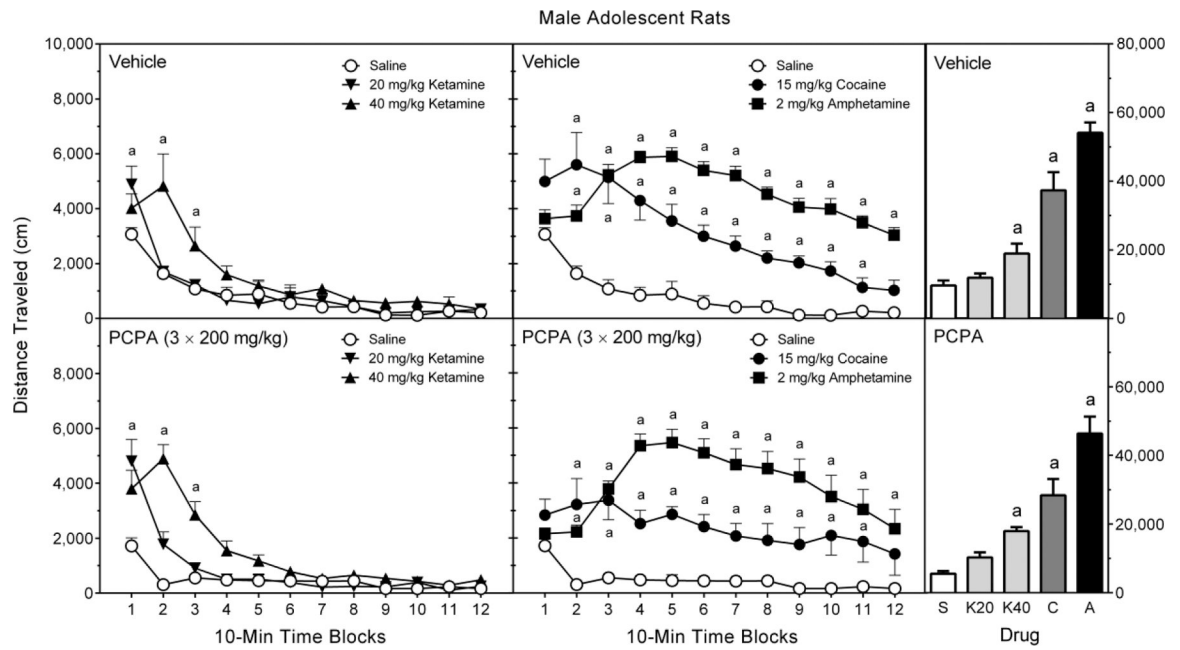 Male Adolescent Rats
Distance Traveled (cm)
10,000
8,000
6,000
4,000
2,000
0
Vehicle
Saline
20 mg/kg Ketamine
40 mg/kg Ketamine
a
a
a
Vehicle
Saline
15 mg/kg Cocaine
2 mg/kg Amphetamine
a a a a a a a a a a a
a a a a a a a a a a a
Vehicle
a
a
a
80,000
60,000
40,000
20,000
0
8,000
6,000
4,000
2,000
0
PCPA (3 × 200 mg/kg)
Saline
20 mg/kg Ketamine
40 mg/kg Ketamine
a
a
a
PCPA (3 × 200 mg/kg)
Saline
15 mg/kg Cocaine
2 mg/kg Amphetamine
a a a a a a a a a a a
a a a a a a a a a a a
PCPA
a
a
a
60,000
40,000
20,000
0
1 2 3 4 5 6 7 8 9 10 11 12
10-Min Time Blocks
1 2 3 4 5 6 7 8 9 10 11 12
10-Min Time Blocks
S K20 K40 C A
Drug